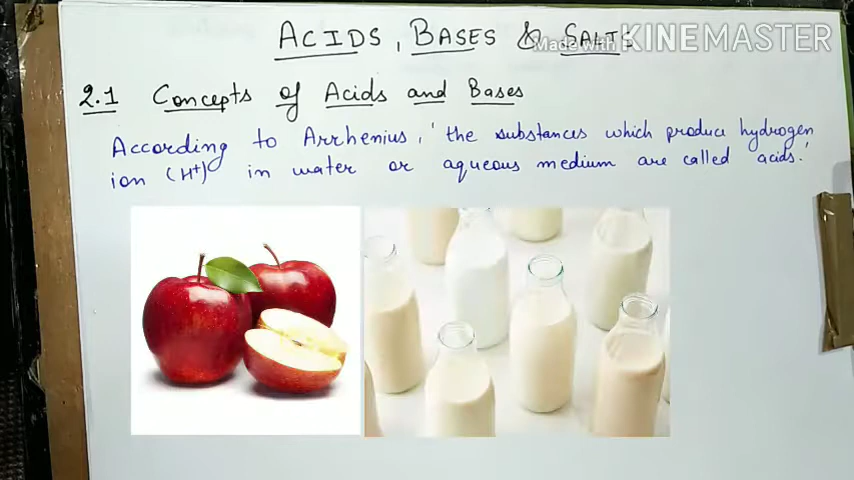 ACIDS, BASES & SALTS
Made with KINEMASTER
2.1 Concepts of Acids and Bases
According to Arrhenius, 'the substances which produce hydrogen
ion (H+) in water or aqueous medium are called acids.'